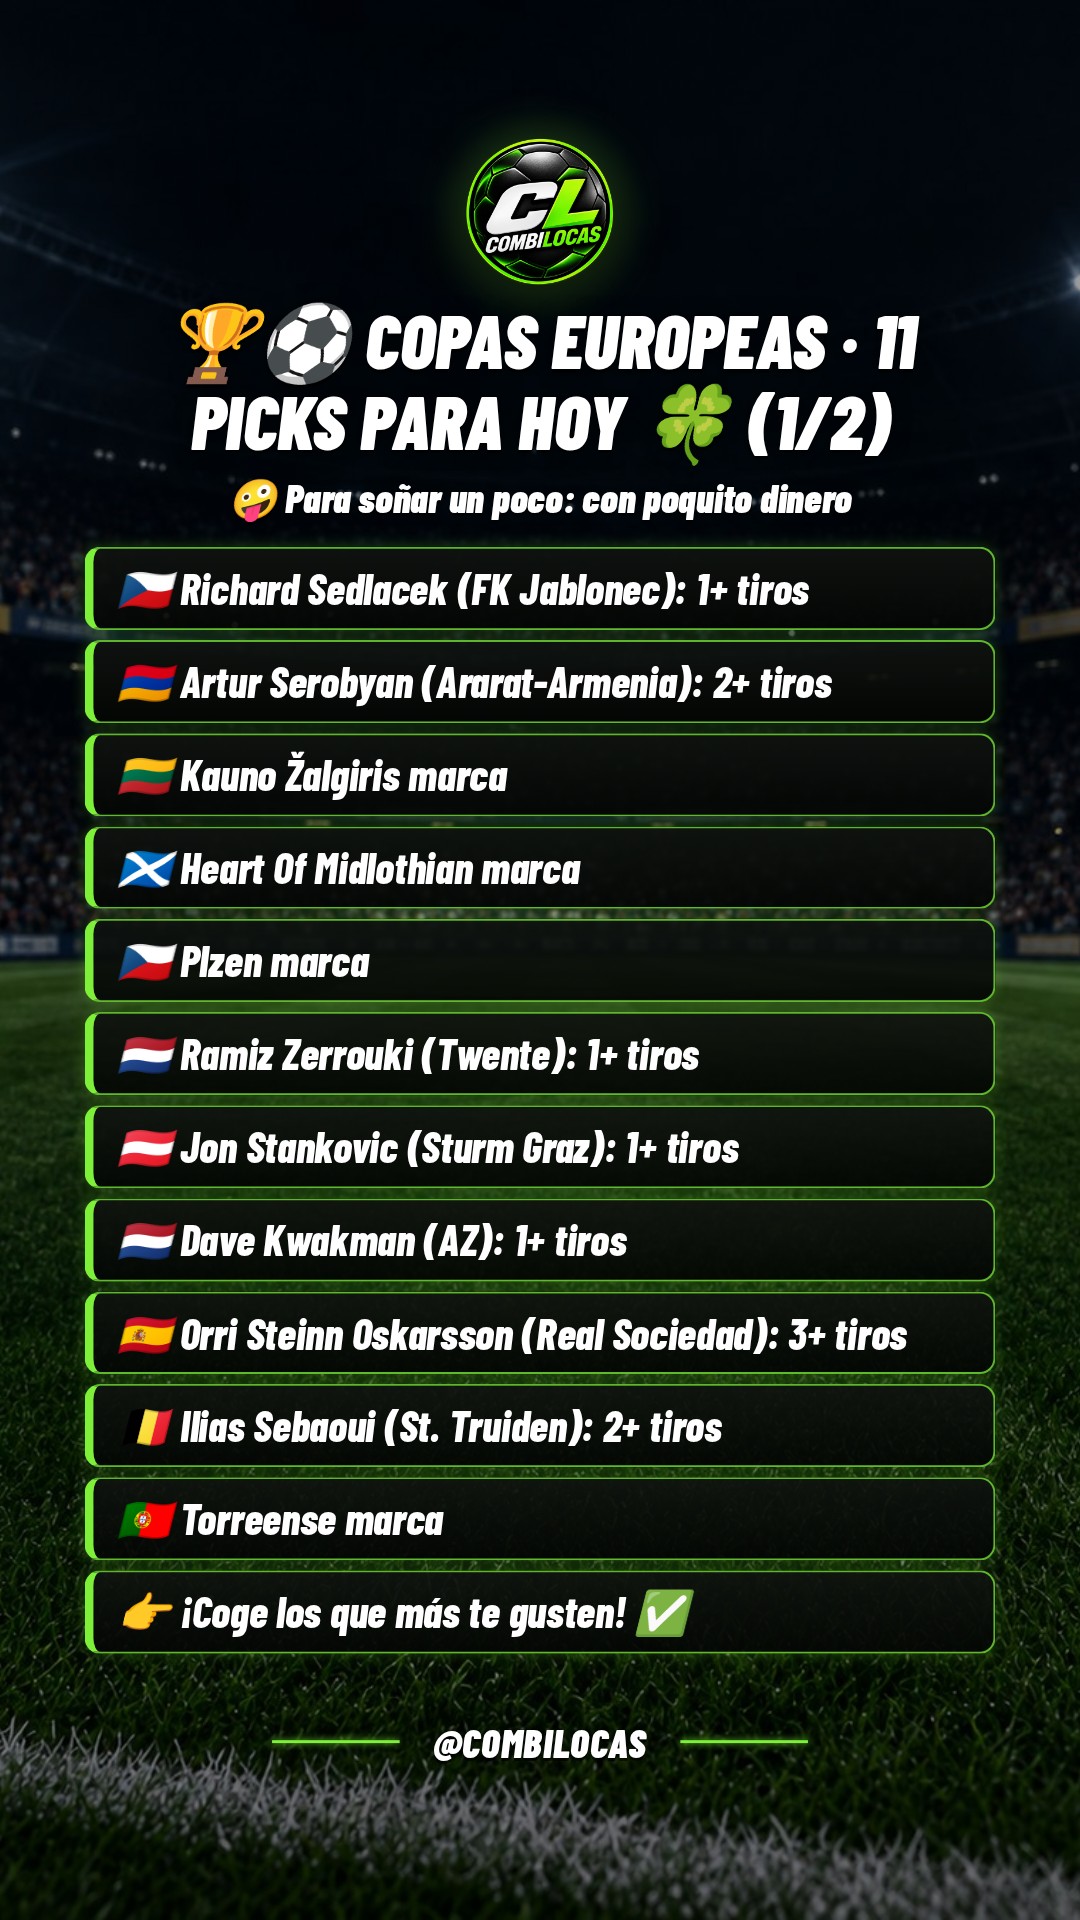 CL
COMBILOCAS
🏆⚽ COPAS EUROPEAS · 11
PICKS PARA HOY 🍀 (1/2)
🤪 Para soñar un poco: con poquito dinero
🇨🇿 Richard Sedlacek (FK Jablonec): 1+ tiros
🇦🇲 Artur Serobyan (Ararat-Armenia): 2+ tiros
🇱🇹 Kauno Žalgiris marca
🏴󠁧󠁢󠁳󠁣󠁴󠁿 Heart Of Midlothian marca
🇨🇿 Plzen marca
🇳🇱 Ramiz Zerrouki (Twente): 1+ tiros
🇦🇹 Jon Stankovic (Sturm Graz): 1+ tiros
🇳🇱 Dave Kwakman (AZ): 1+ tiros
🇪🇸 Orri Steinn Oskarsson (Real Sociedad): 3+ tiros
🇧🇪 Ilias Sebaoui (St. Truiden): 2+ tiros
🇵🇹 Torreense marca
👉 ¡Coge los que más te gusten! ✅
@COMBILOCAS